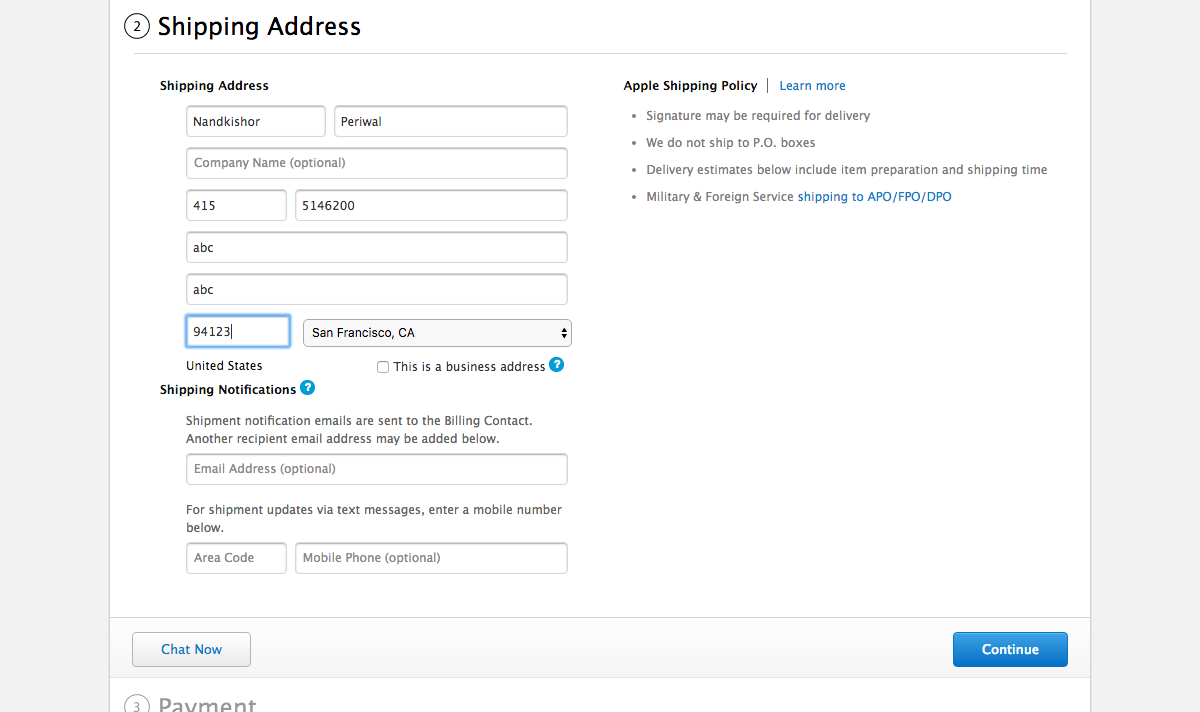 2 Shipping Address
Shipping Address
Nandkishor Periwal
Company Name (optional)
415 5146200
abc
abc
94123 San Francisco, CA
United States This is a business address ?
Shipping Notifications ?
Shipment notification emails are sent to the Billing Contact.
Another recipient email address may be added below.
Email Address (optional)
For shipment updates via text messages, enter a mobile number
below.
Area Code Mobile Phone (optional)
Apple Shipping Policy | Learn more
• Signature may be required for delivery
• We do not ship to P.O. boxes
• Delivery estimates below include item preparation and shipping time
• Military & Foreign Service shipping to APO/FPO/DPO
Chat Now Continue
3 Payment